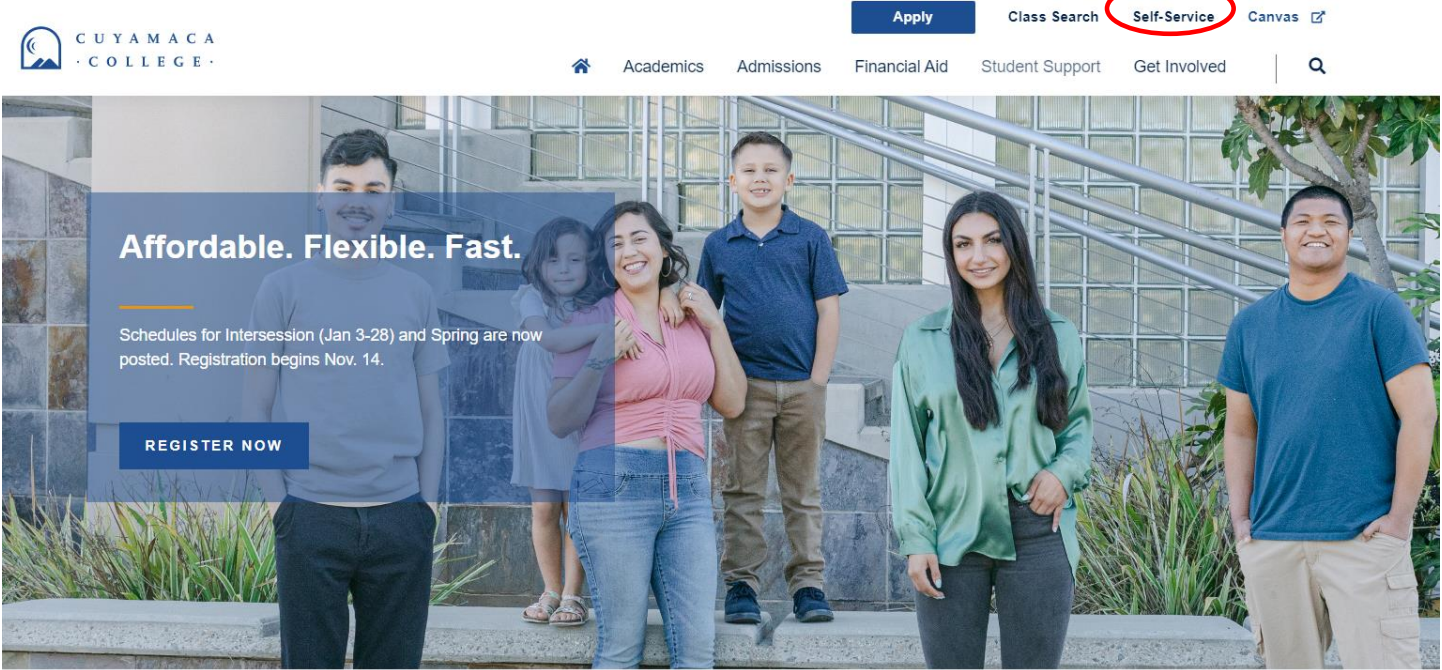 Apply Class Search Self-Service Canvas
CUYAMACA
·COLLEGE·
Academics Admissions Financial Aid Student Support Get Involved
Affordable. Flexible. Fast.
Schedules for Intersession (Jan 3-28) and Spring are now
posted. Registration begins Nov. 14.
REGISTER NOW